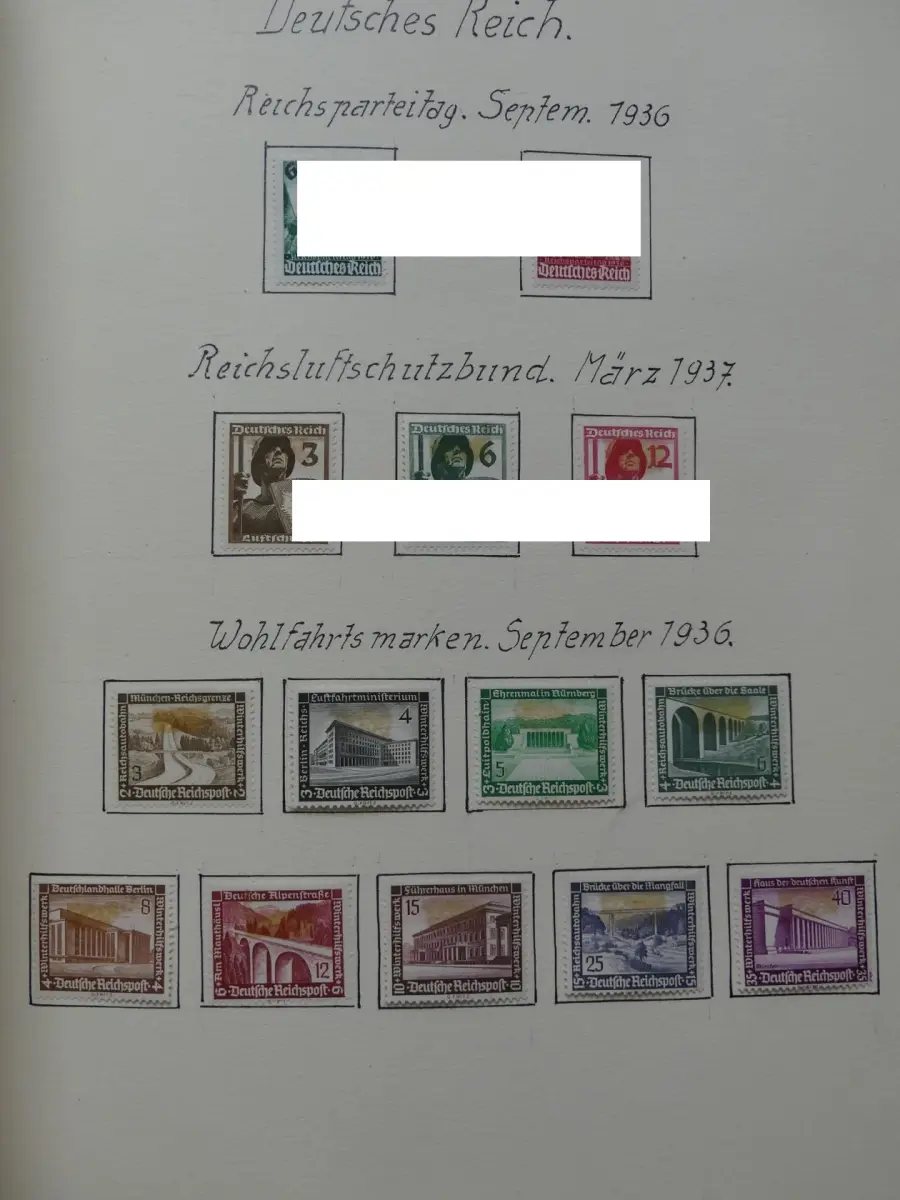 Deutsches Reich.
Reichsparteitag. Septem. 1936
Deutsches Reich
Deutsches Reich
Reichsluftschutzbund. März 1937.
Deutsches Reich
3
Deutsches Reich
6
Deutsches Reich
12
Wohlfahrtsmarken. September 1936.
München-Reichsgrenze
Reichsautobahn
Winterhilfswerk
3
2 · Deutsche Reichspost · 2
Luftfahrtministerium
Berlin · Reichs-
Winterhilfswerk
4
3 · Deutsche Reichspost · 3
Ehrenmal in Nürnberg
Luitpoldhain
Winterhilfswerk
5
3 · Deutsche Reichspost · 3
Brücke über die Saale
Reichsautobahn
Winterhilfswerk
6
4 · Deutsche Reichspost · 4
Deutschlandhalle Berlin
Winterhilfswerk
8
4 · Deutsche Reichspost · 4
Deutsche Alpenstraße
Am Mauthäusl
Winterhilfswerk
12
6 · Deutsche Reichspost · 6
Führerhaus in München
Winterhilfswerk
Winterhilfswerk
15
10 · Deutsche Reichspost · 10
Brücke über die Mangfall
Reichsautobahn
Winterhilfswerk
25
15 · Deutsche Reichspost · 15
Haus der deutschen Kunst
Winterhilfswerk
Winterhilfswerk
40
35 · Deutsche Reichspost · 35